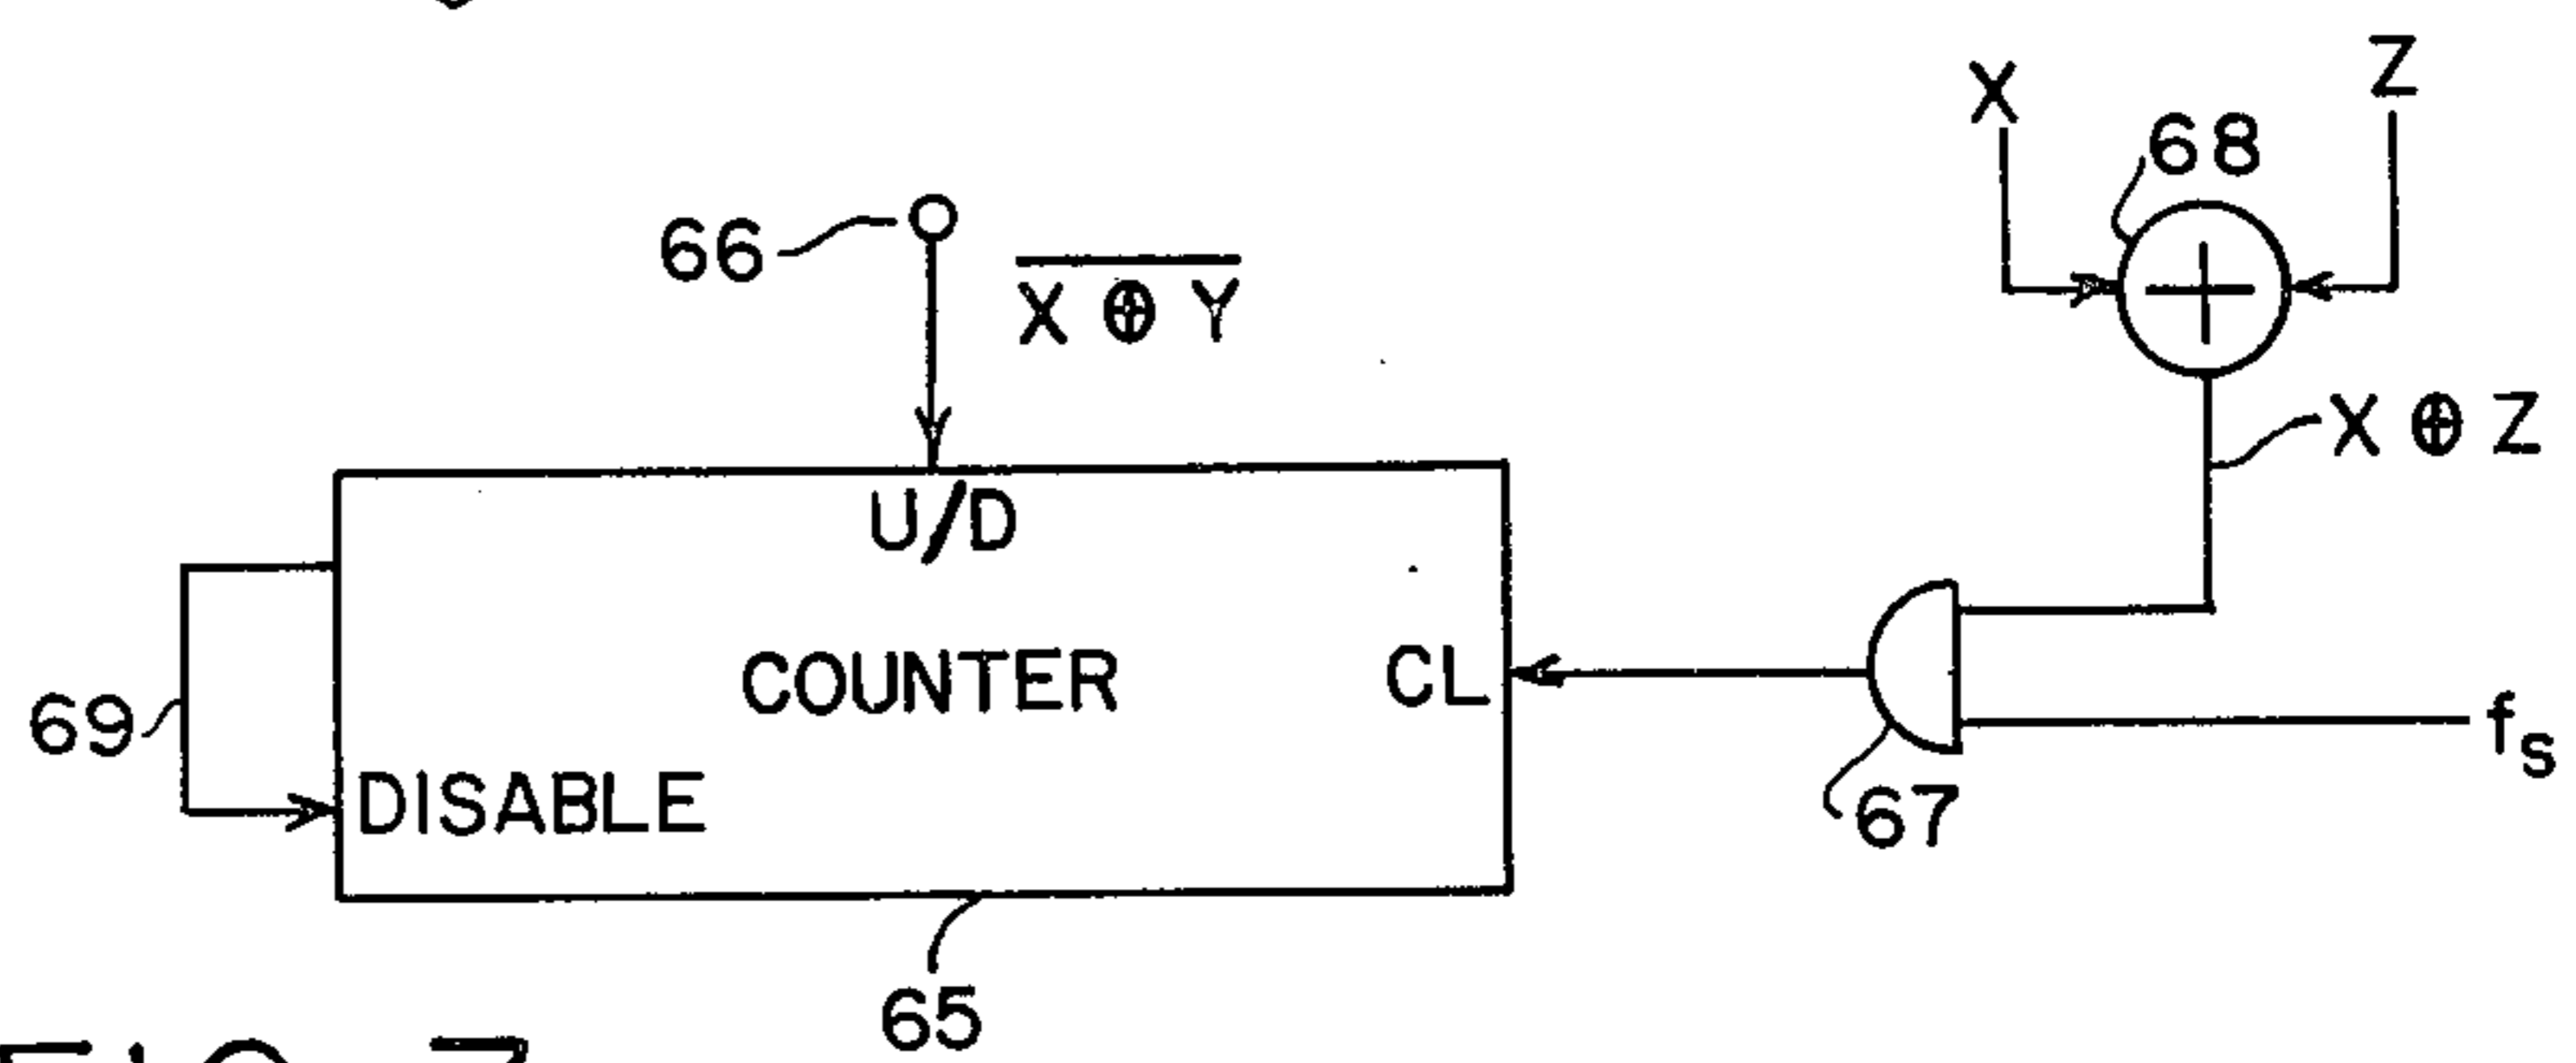 X
Z
68
66
X ⊕ Y
X ⊕ Z
U/D
COUNTER
CL
fs
69
DISABLE
67
65